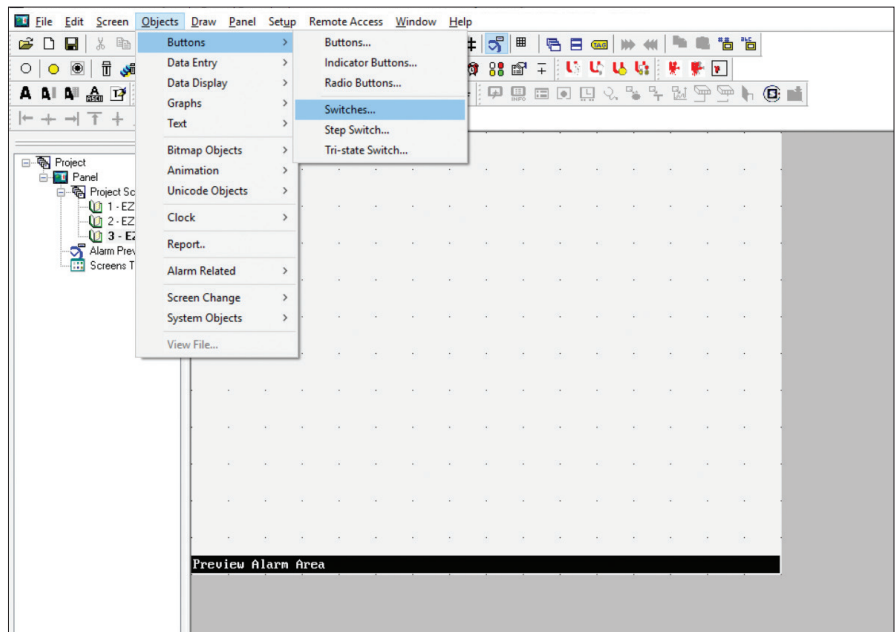 File Edit Screen Objects Draw Panel Setup Remote Access Window Help
Buttons
Data Entry
Data Display
Graphs
Text
Bitmap Objects
Animation
Unicode Objects
Clock
Report..
Alarm Related
Screen Change
System Objects
View File...
Buttons...
Indicator Buttons...
Radio Buttons...
Switches...
Step Switch...
Tri-state Switch...
Project
Panel
Project Sc
1 - EZ
2 - EZ
3 - EZ
Alarm Prev
Screens T
Preview Alarm Area